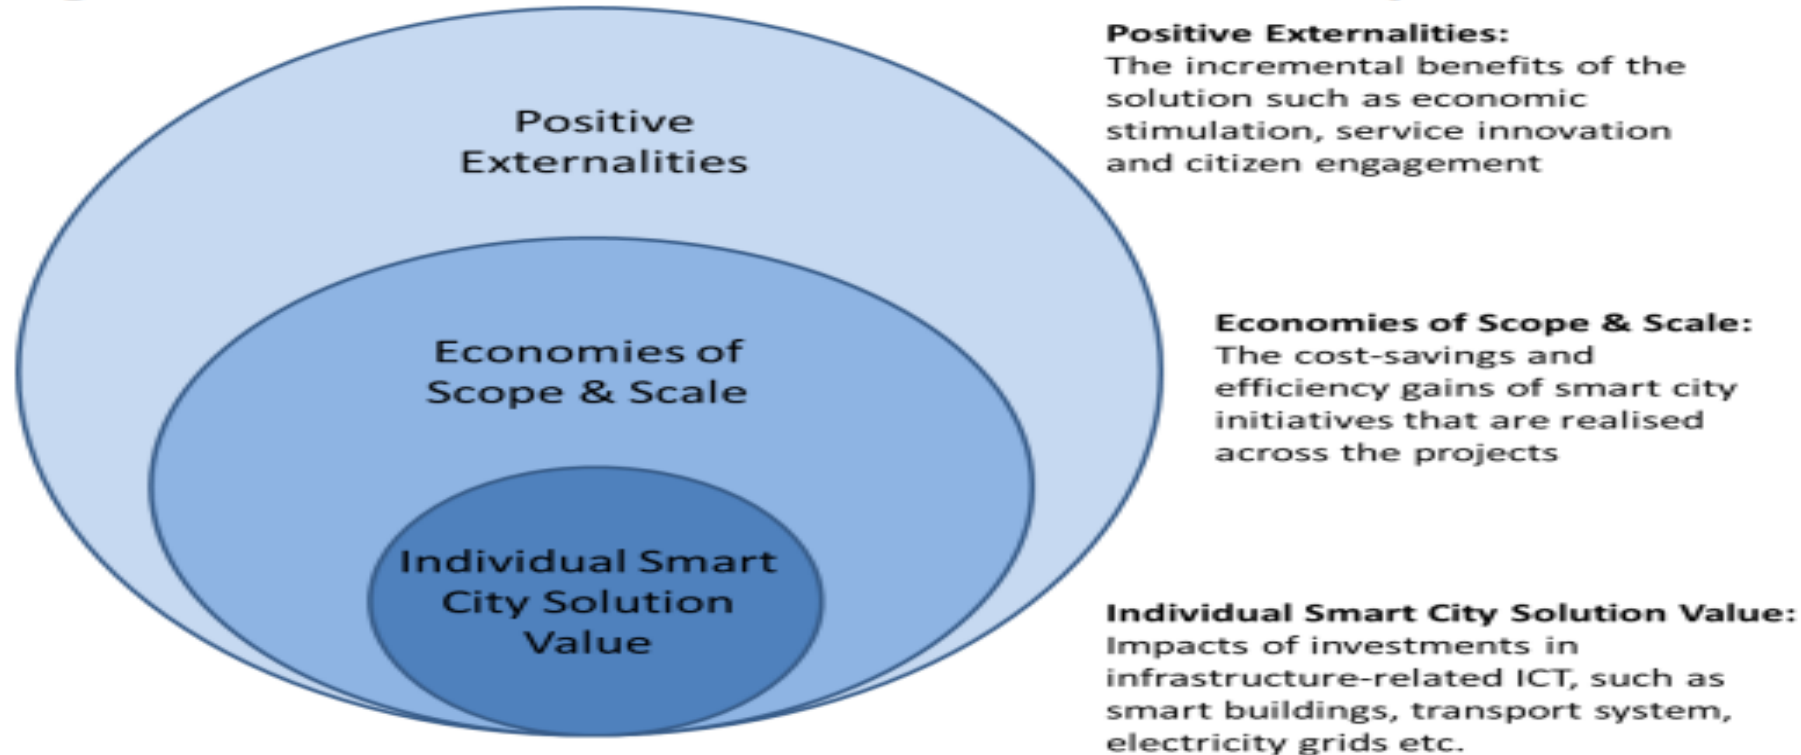 Positive
Externalities
Economies of
Scope & Scale
Individual Smart
City Solution
Value
Positive Externalities:
The incremental benefits of the
solution such as economic
stimulation, service innovation
and citizen engagement
Economies of Scope & Scale:
The cost-savings and
efficiency gains of smart city
initiatives that are realised
across the projects
Individual Smart City Solution Value:
Impacts of investments in
infrastructure-related ICT, such as
smart buildings, transport system,
electricity grids etc.